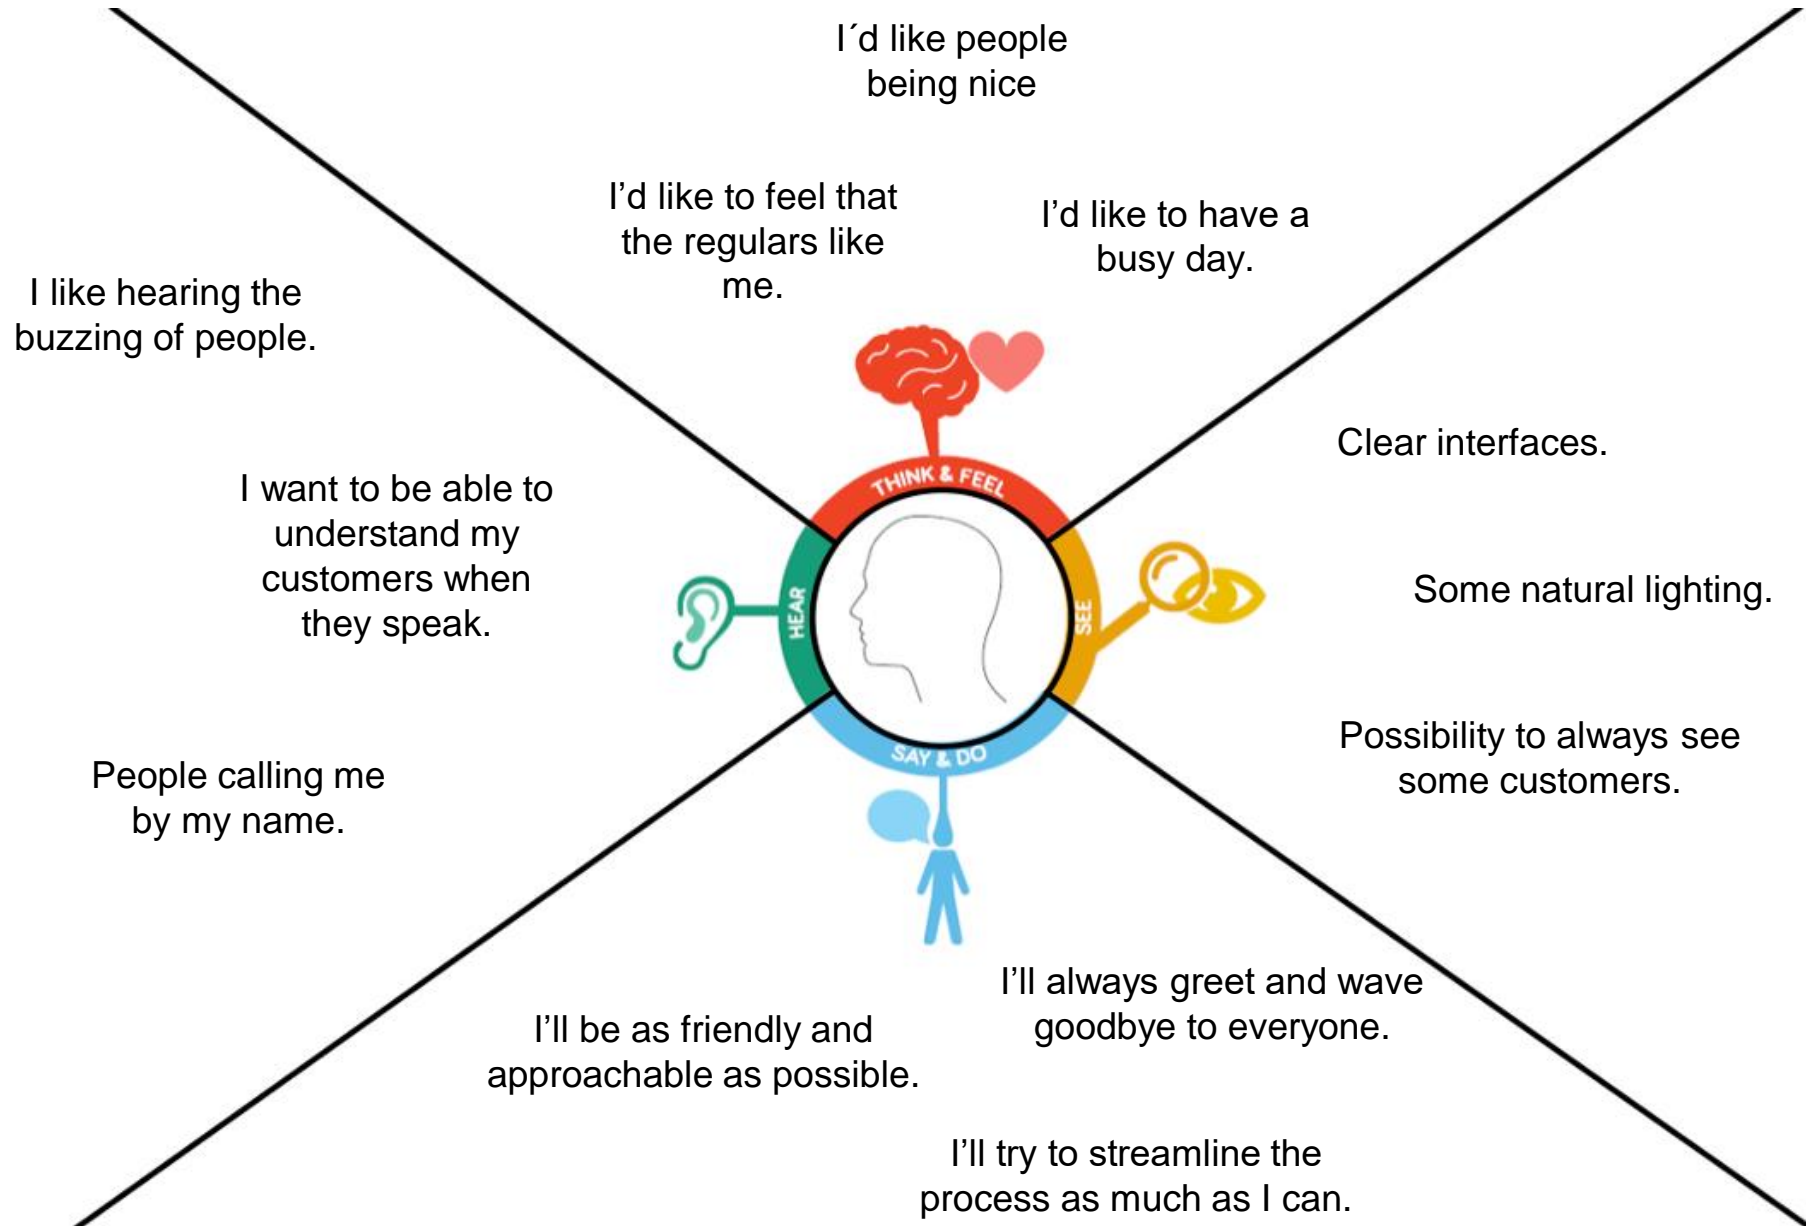 I´d like people
being nice
I’d like to feel that
the regulars like
me.
I’d like to have a
busy day.
I like hearing the
buzzing of people.
I want to be able to
understand my
customers when
they speak.
People calling me
by my name.
THINK & FEEL
HEAR
SEE
SAY & DO
Clear interfaces.
Some natural lighting.
Possibility to always see
some customers.
I’ll always greet and wave
goodbye to everyone.
I’ll be as friendly and
approachable as possible.
I’ll try to streamline the
process as much as I can.